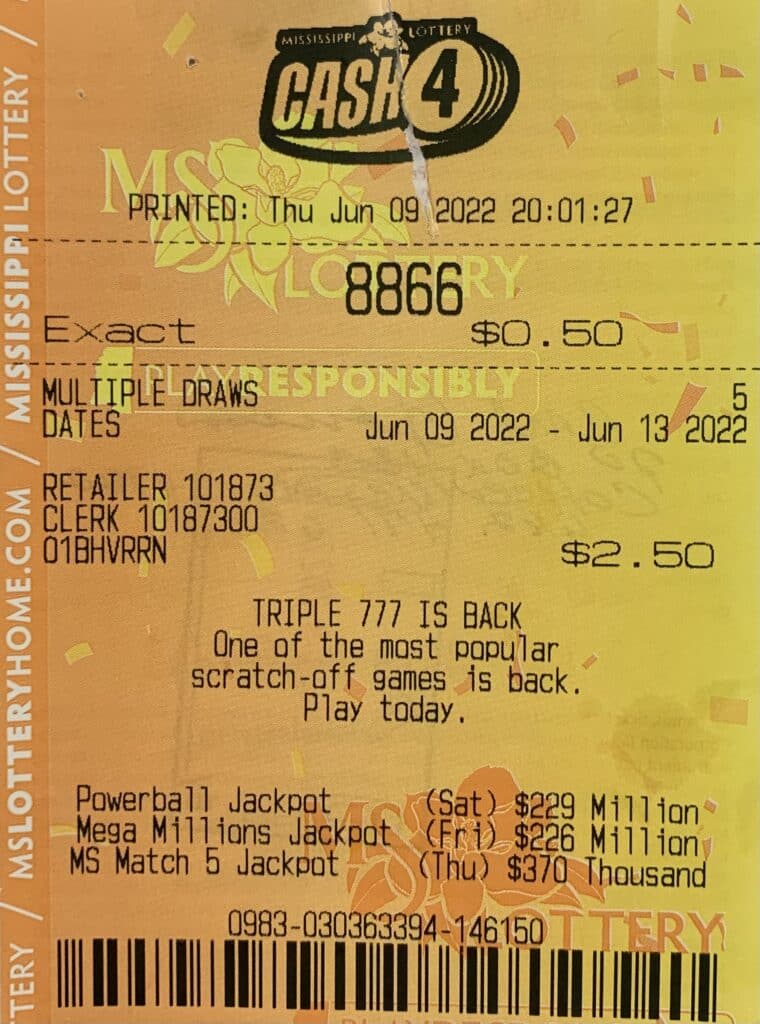 MISSISSIPPI LOTTERY
CASH 4
MS
LOTTERY
PRINTED: Thu Jun 09 2022 20:01:27
8866
Exact $0.50
PLAY RESPONSIBLY
MULTIPLE DRAWS 5
DATES Jun 09 2022 - Jun 13 2022
RETAILER 101873
CLERK 10187300
01BHVRRN $2.50
TRIPLE 777 IS BACK
One of the most popular
scratch-off games is back.
Play today.
Powerball Jackpot (Sat) $229 Million
Mega Millions Jackpot (Fri) $226 Million
MS Match 5 Jackpot (Thu) $370 Thousand
MS
LOTTERY
0983-030363394-146150
TERY / MSLOTTERYHOME.COM / MISSISSIPPI LOTTERY /